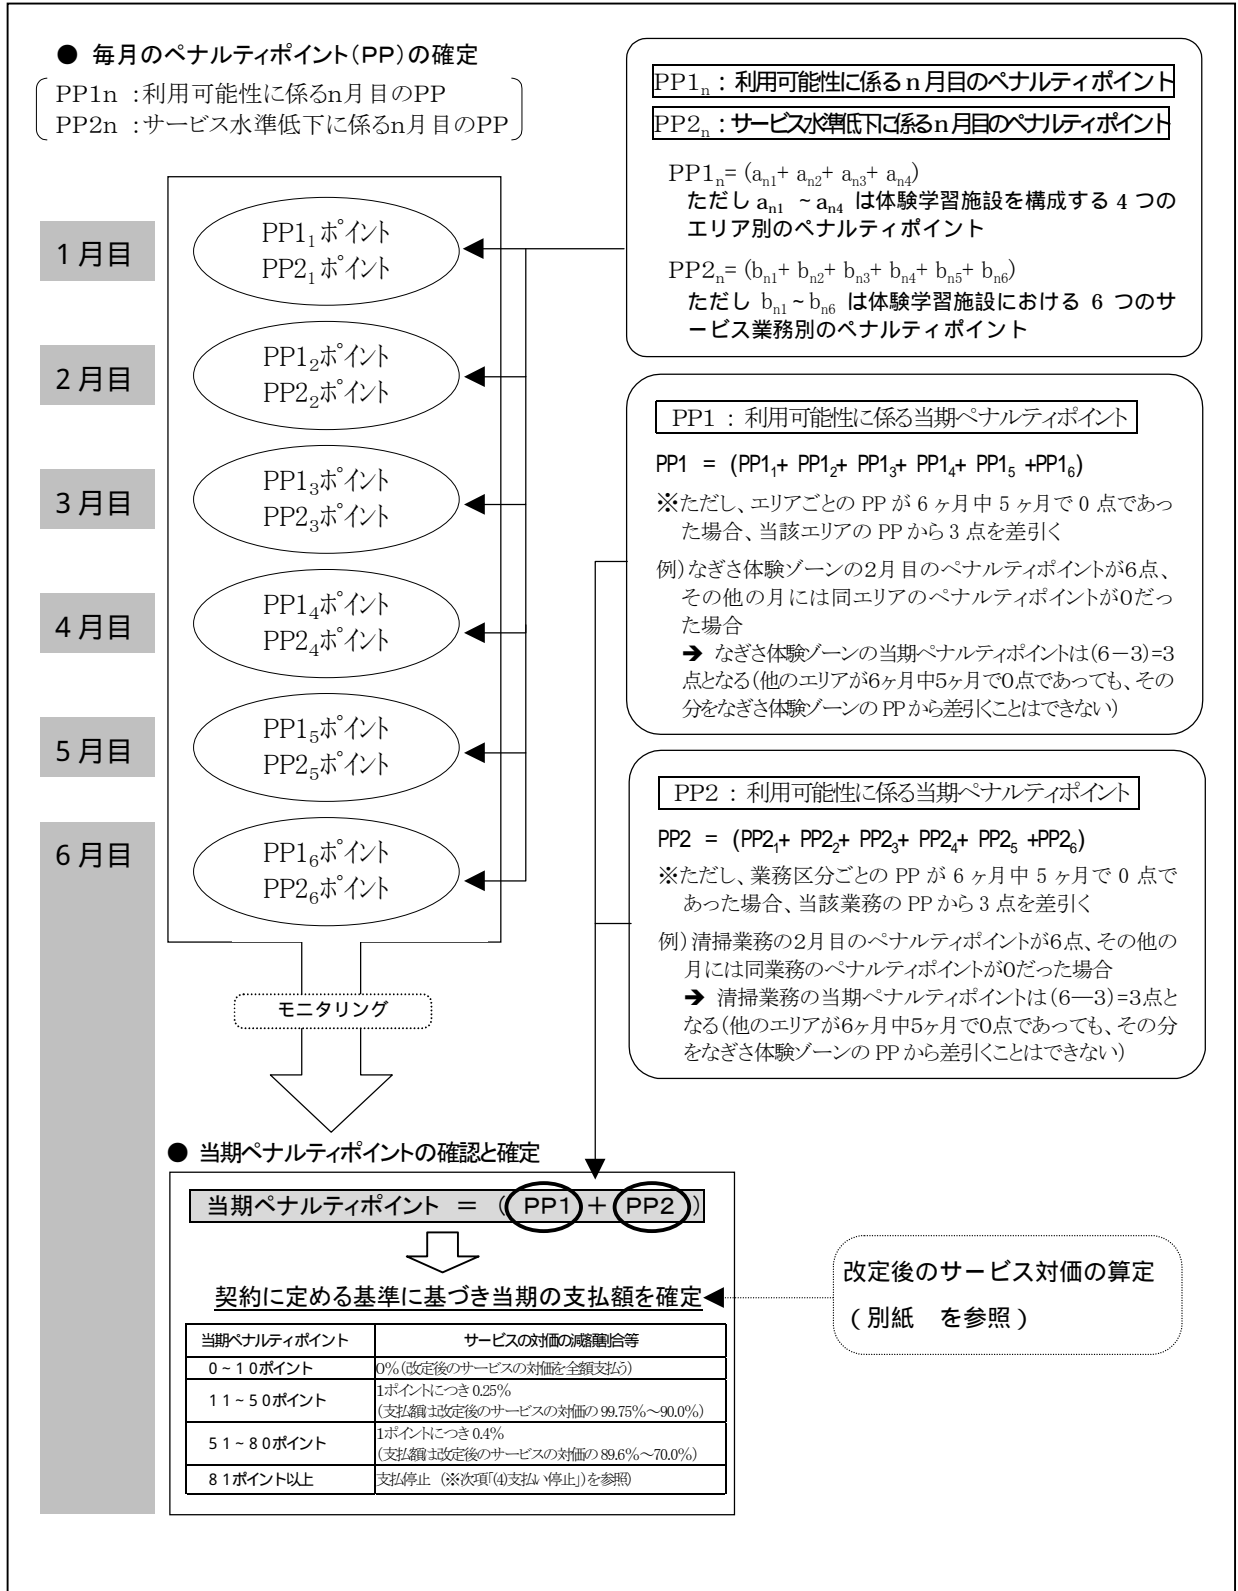 ● 毎月のペナルティポイント(PP)の確定
PP1n ：利用可能性に係るn月目のPP
PP2n ：サービス水準低下に係るn月目のPP
1月目
PP1₁ポイント
PP2₁ポイント
2月目
PP1₂ポイント
PP2₂ポイント
3月目
PP1₃ポイント
PP2₃ポイント
4月目
PP1₄ポイント
PP2₄ポイント
5月目
PP1₅ポイント
PP2₅ポイント
6月目
PP1₆ポイント
PP2₆ポイント
モニタリング
PP1ₙ：利用可能性に係るn月目のペナルティポイント
PP2ₙ：サービス水準低下に係るn月目のペナルティポイント
PP1ₙ= (aₙ₁+ aₙ₂+ aₙ₃+ aₙ₄)
ただし aₙ₁ ~aₙ₄ は体験学習施設を構成する4つの
エリア別のペナルティポイント
PP2ₙ= (bₙ₁+ bₙ₂+ bₙ₃+ bₙ₄+ bₙ₅+ bₙ₆)
ただし bₙ₁~bₙ₆ は体験学習施設における 6 つのサ
ービス業務別のペナルティポイント
PP1 ： 利用可能性に係る当期ペナルティポイント
PP1 ＝ (PP1₁+ PP1₂+ PP1₃+ PP1₄+ PP1₅ +PP1₆)
※ただし、エリアごとの PP が 6 ヶ月中 5 ヶ月で 0 点であっ
た場合、当該エリアの PP から 3 点を差引く
例)なぎさ体験ゾーンの2月目のペナルティポイントが6点、
その他の月には同エリアのペナルティポイントが0だっ
た場合
➔ なぎさ体験ゾーンの当期ペナルティポイントは(6－3)=3
点となる(他のエリアが6ヶ月中5ヶ月で0点であっても、その
分をなぎさ体験ゾーンの PP から差引くことはできない)
PP2 ： 利用可能性に係る当期ペナルティポイント
PP2 ＝ (PP2₁+ PP2₂+ PP2₃+ PP2₄+ PP2₅ +PP2₆)
※ただし、業務区分ごとの PP が 6 ヶ月中 5 ヶ月で 0 点で
あった場合、当該業務の PP から 3 点を差引く
例)清掃業務の2月目のペナルティポイントが6点、その他の
月には同業務のペナルティポイントが0だった場合
➔ 清掃業務の当期ペナルティポイントは(6—3)=3点と
なる(他のエリアが6ヶ月中5ヶ月で0点であっても、その分
をなぎさ体験ゾーンの PP から差引くことはできない)
● 当期ペナルティポイントの確認と確定
当期ペナルティポイント ＝ （PP1＋PP2）
契約に定める基準に基づき当期の支払額を確定
改定後のサービス対価の算定
(別紙　を参照)
当期ペナルティポイント サービスの対価の減額割合等
0~10ポイント 0%(改定後のサービスの対価を全額支払う)
11~50ポイント 1ポイントにつき0.25%
(支払額は改定後のサービスの対価の99.75%～90.0%)
51~80ポイント 1ポイントにつき0.4%
(支払額は改定後のサービスの対価の89.6%～70.0%)
81ポイント以上 支払停止 (※次項「(4)支払い停止」)を参照)